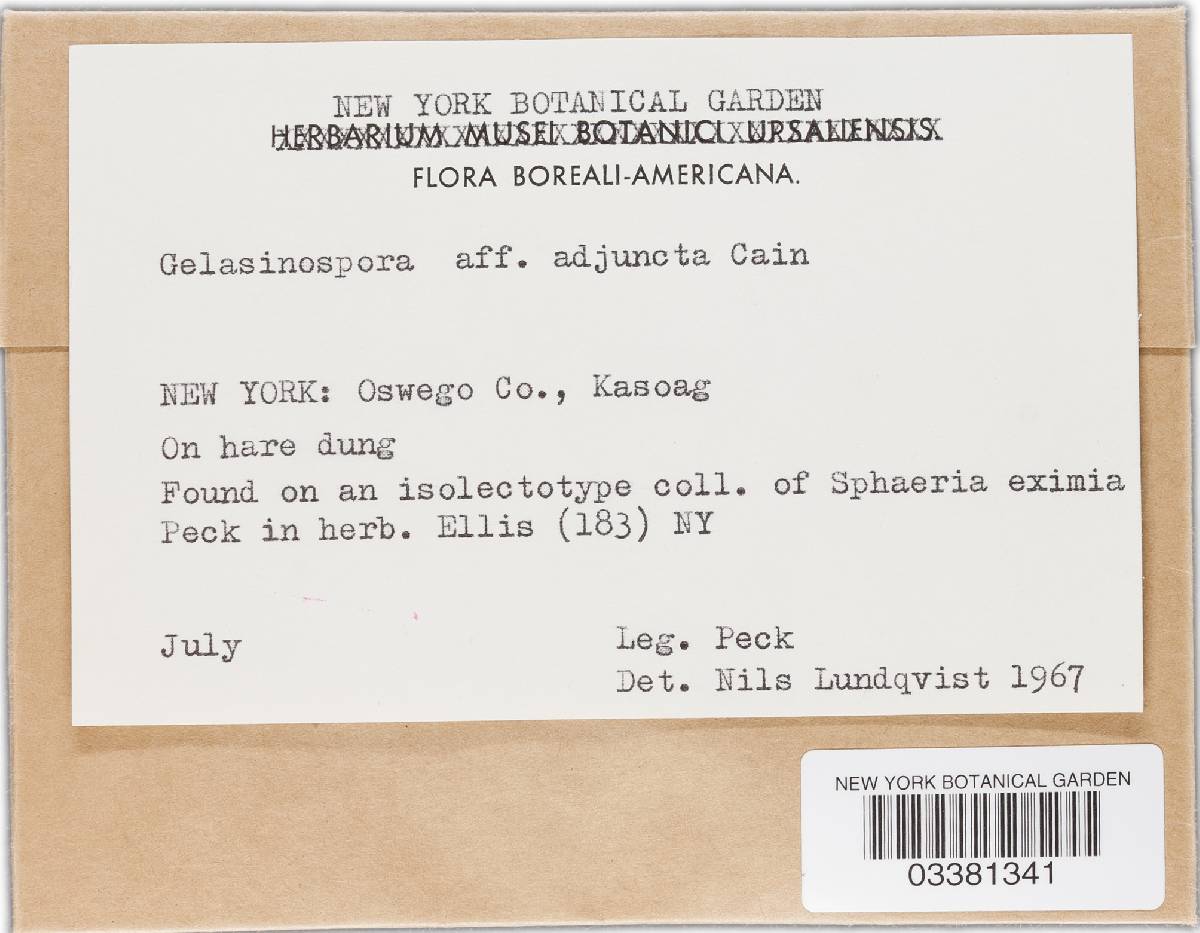 NEW YORK BOTANICAL GARDEN
HERBARIUM MUSEI BOTANICI UPSALIENSIS.
FLORA BOREALI-AMERICANA.
Gelasinospora aff. adjuncta Cain
NEW YORK: Oswego Co., Kasoag
On hare dung
Found on an isolectotype coll. of Sphaeria eximia
Peck in herb. Ellis (183) NY
July
Leg. Peck
Det. Nils Lundqvist 1967
NEW YORK BOTANICAL GARDEN
03381341